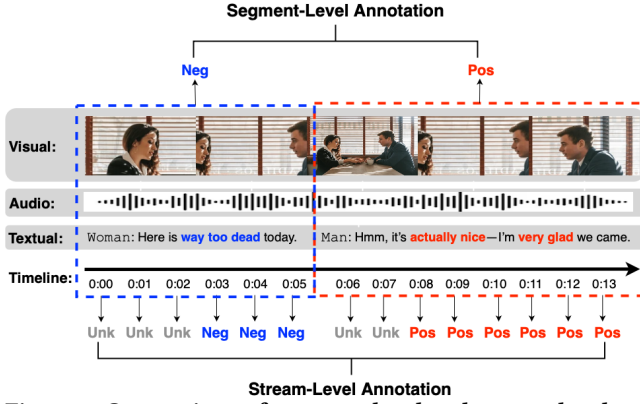 Segment-Level Annotation
Neg Pos
Visual:
Audio:
Textual: Woman: Here is way too dead today. Man: Hmm, it's actually nice—I'm very glad we came.
Timeline:
0:00 0:01 0:02 0:03 0:04 0:05 0:06 0:07 0:08 0:09 0:10 0:11 0:12 0:13
Unk Unk Unk Neg Neg Neg Unk Unk Pos Pos Pos Pos Pos Pos
Stream-Level Annotation